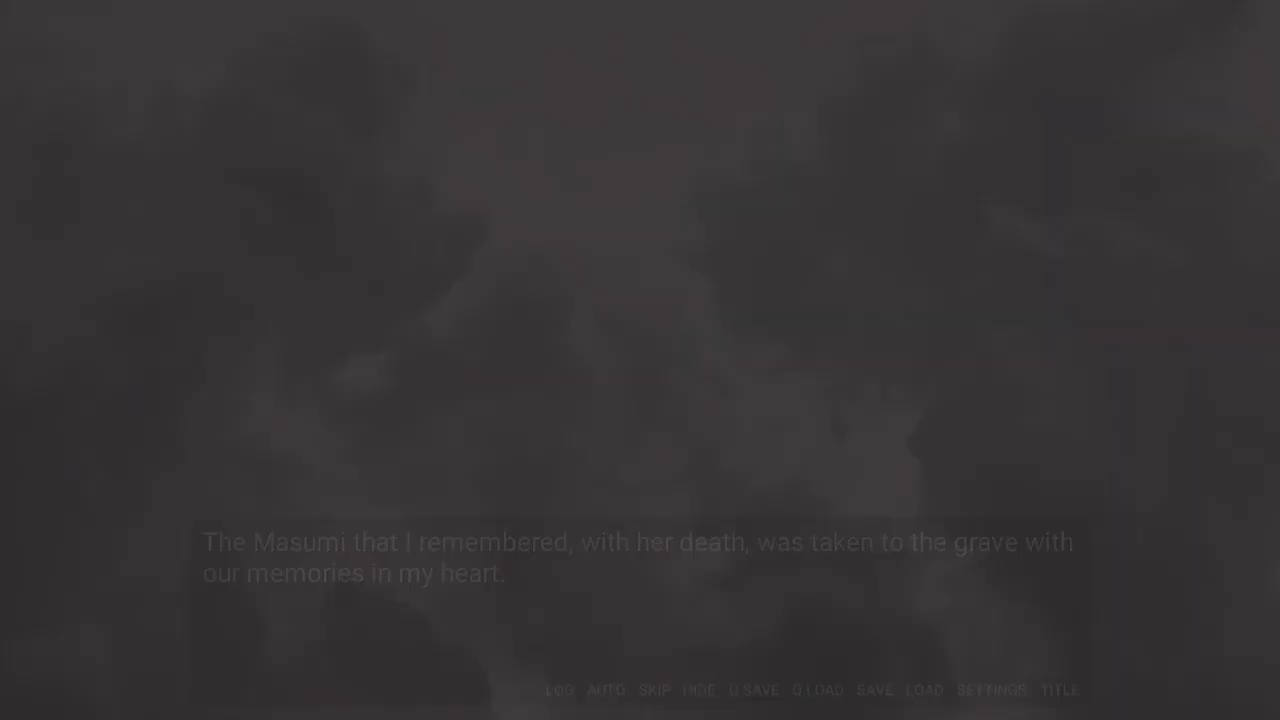 The Masumi that I remembered, with her death, was taken to the grave with
our memories in my heart.
LOG AUTO SKIP HIDE Q.SAVE Q.LOAD SAVE LOAD SETTINGS TITLE